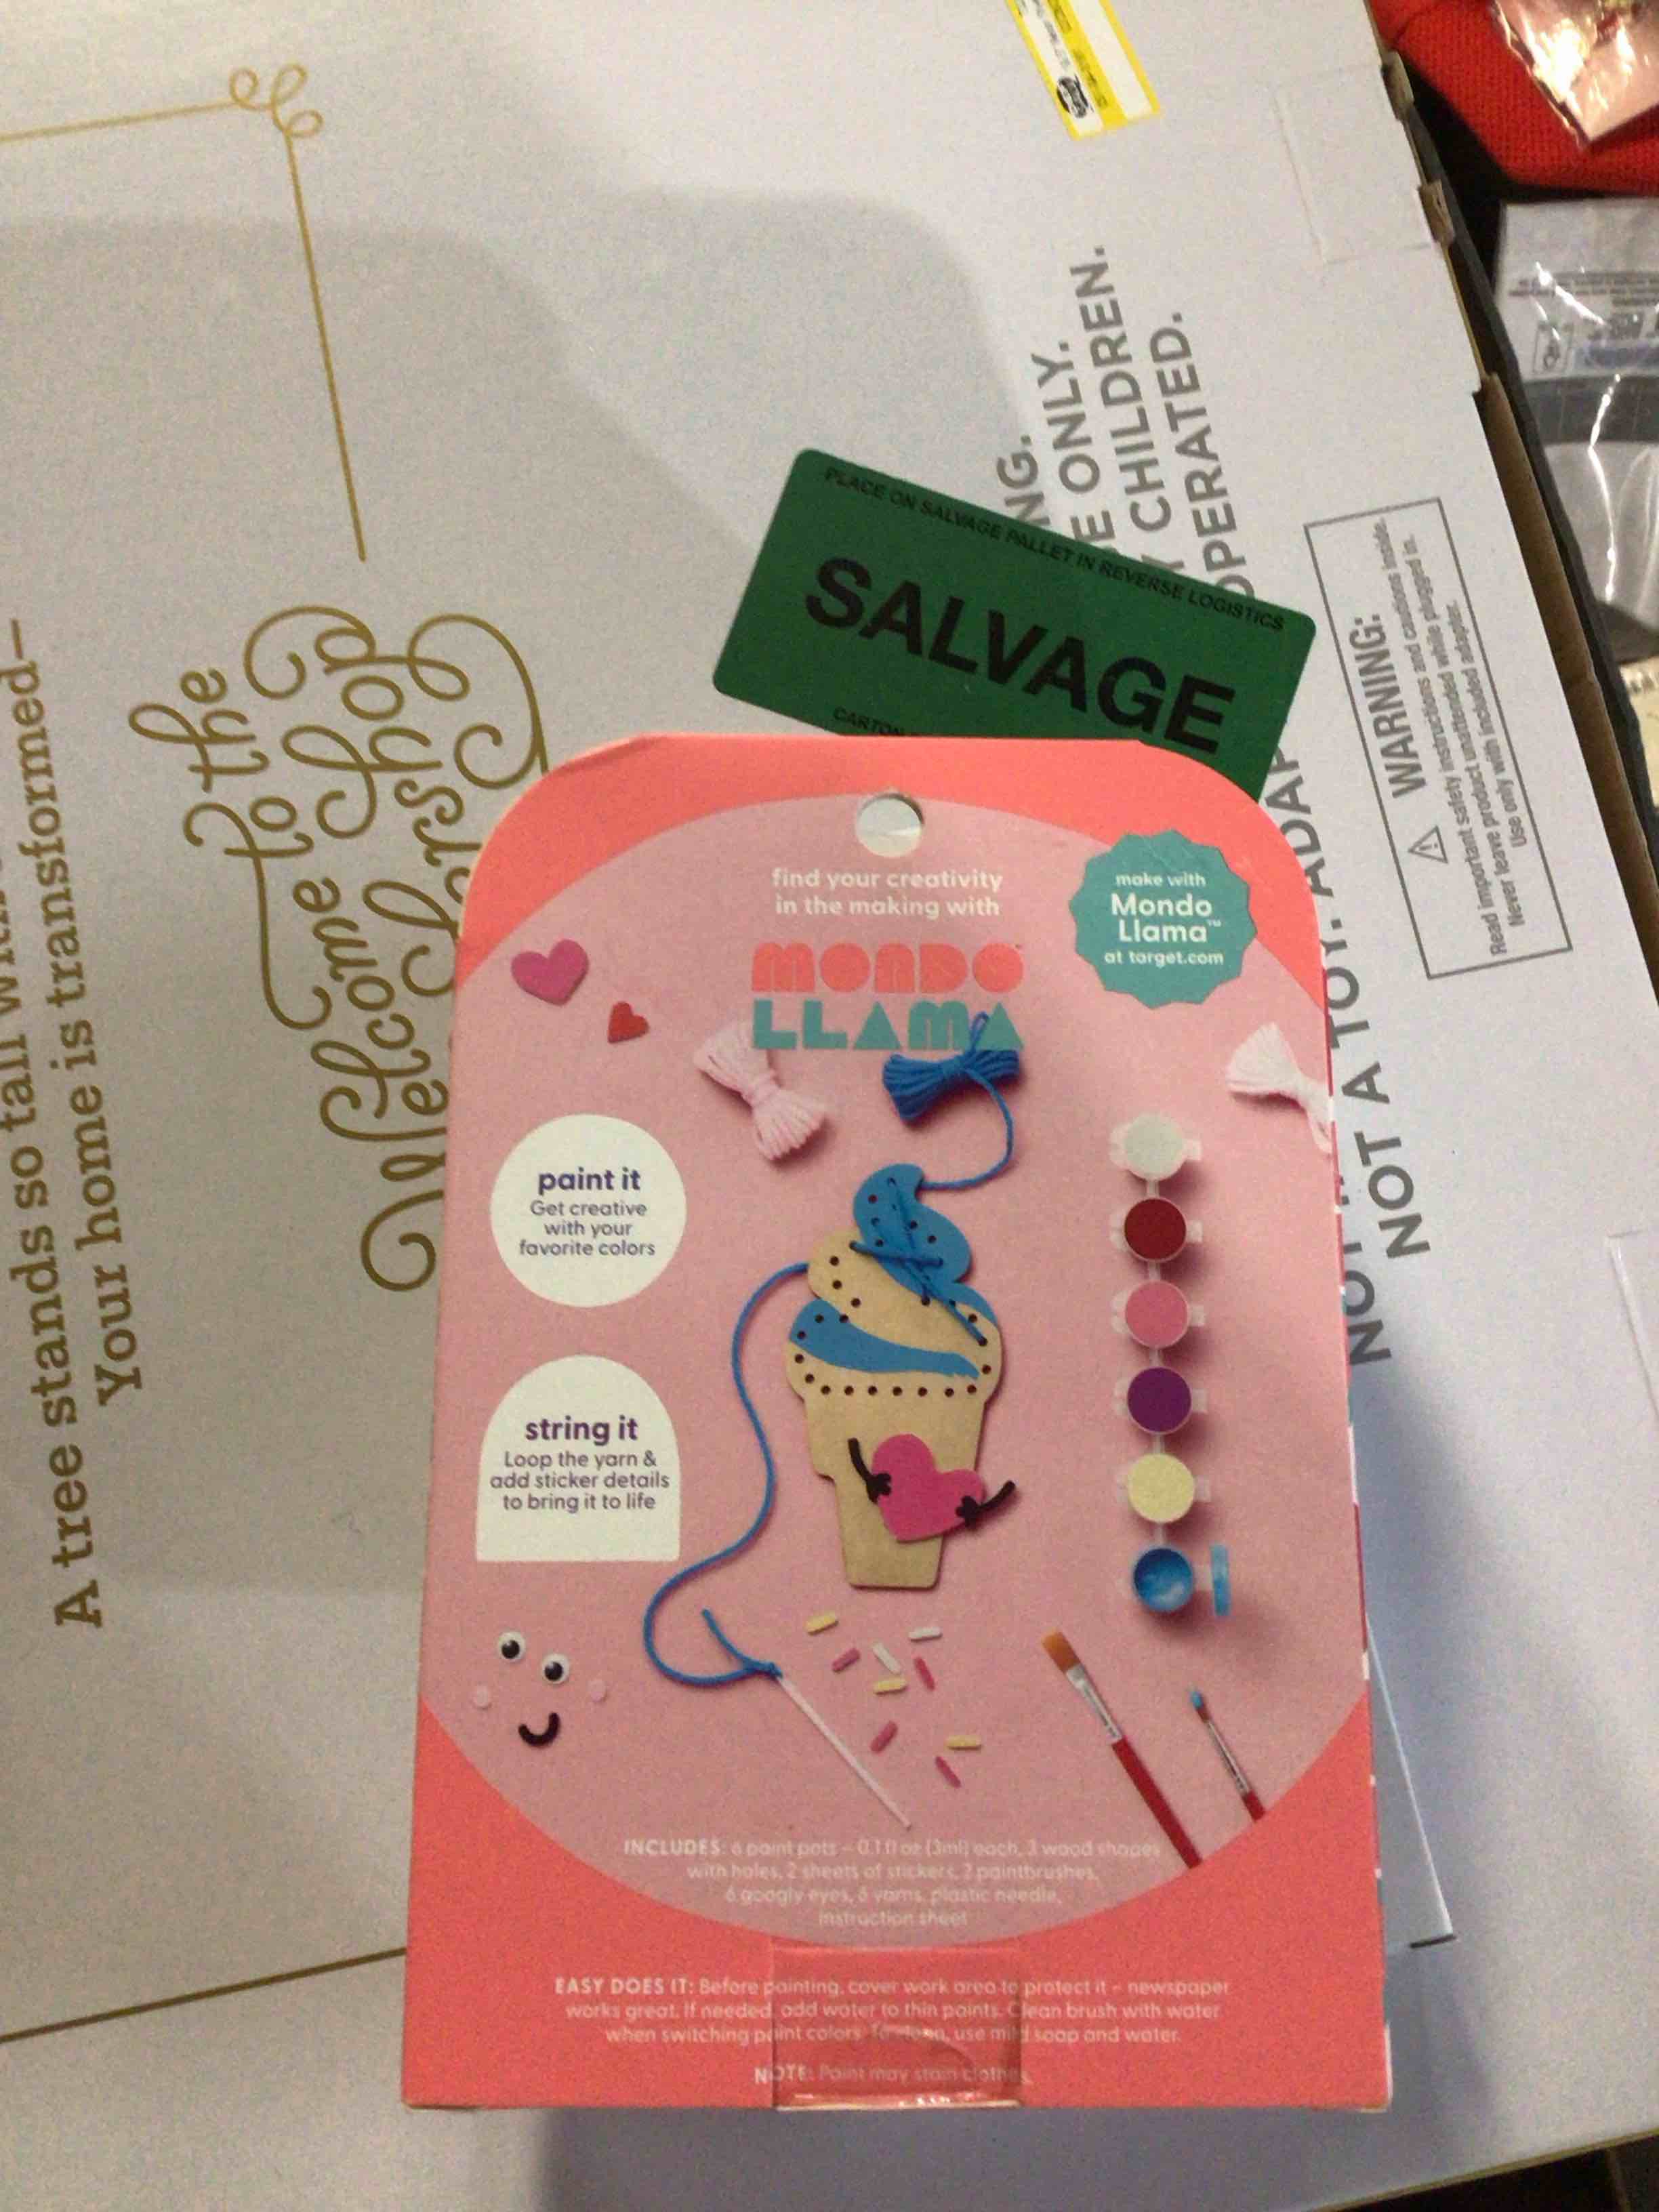 A tree stands so tall
Your home is transformed—
Welcome to the
Workshop
PLACE ON SALVAGE PALLET IN REVERSE LOGISTICS
SALVAGE
CARTON
NG.
E ONLY.
Y CHILDREN.
OPERATED.
NOT A TOY. ADAP
NOT A
WARNING:
Read important safety instructions and cautions inside.
Never leave product unattended while plugged in.
Use only with included adapter.
find your creativity
in the making with
MONDO
LLAMA
make with
Mondo
Llama™
at target.com
paint it
Get creative
with your
favorite colors
string it
Loop the yarn &
add sticker details
to bring it to life
INCLUDES: 6 paint pots – 0.1 fl oz (3ml) each, 3 wood shapes
with holes, 2 sheets of stickers, 2 paintbrushes,
6 googly eyes, 6 yarns, plastic needle,
instruction sheet
EASY DOES IT: Before painting, cover work area to protect it – newspaper
works great. If needed, add water to thin paints. Clean brush with water
when switching paint colors. To clean, use mild soap and water.
NOTE: Paint may stain clothes.